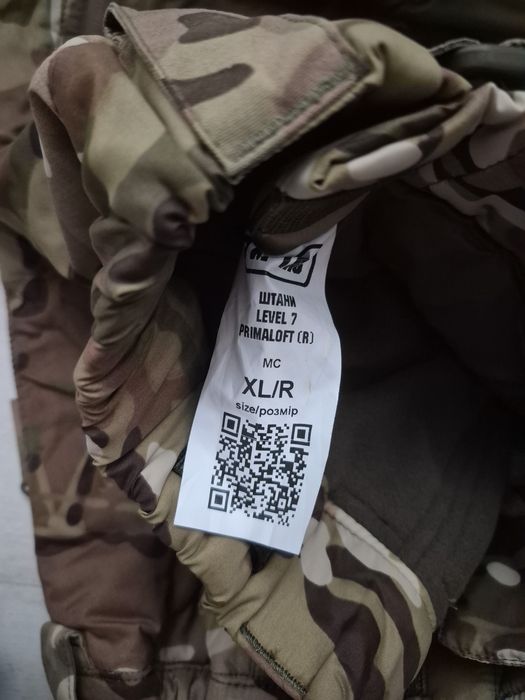 ШТАНИ
LEVEL 7
PRIMALOFT (R)
MC
XL/R
size/розмір